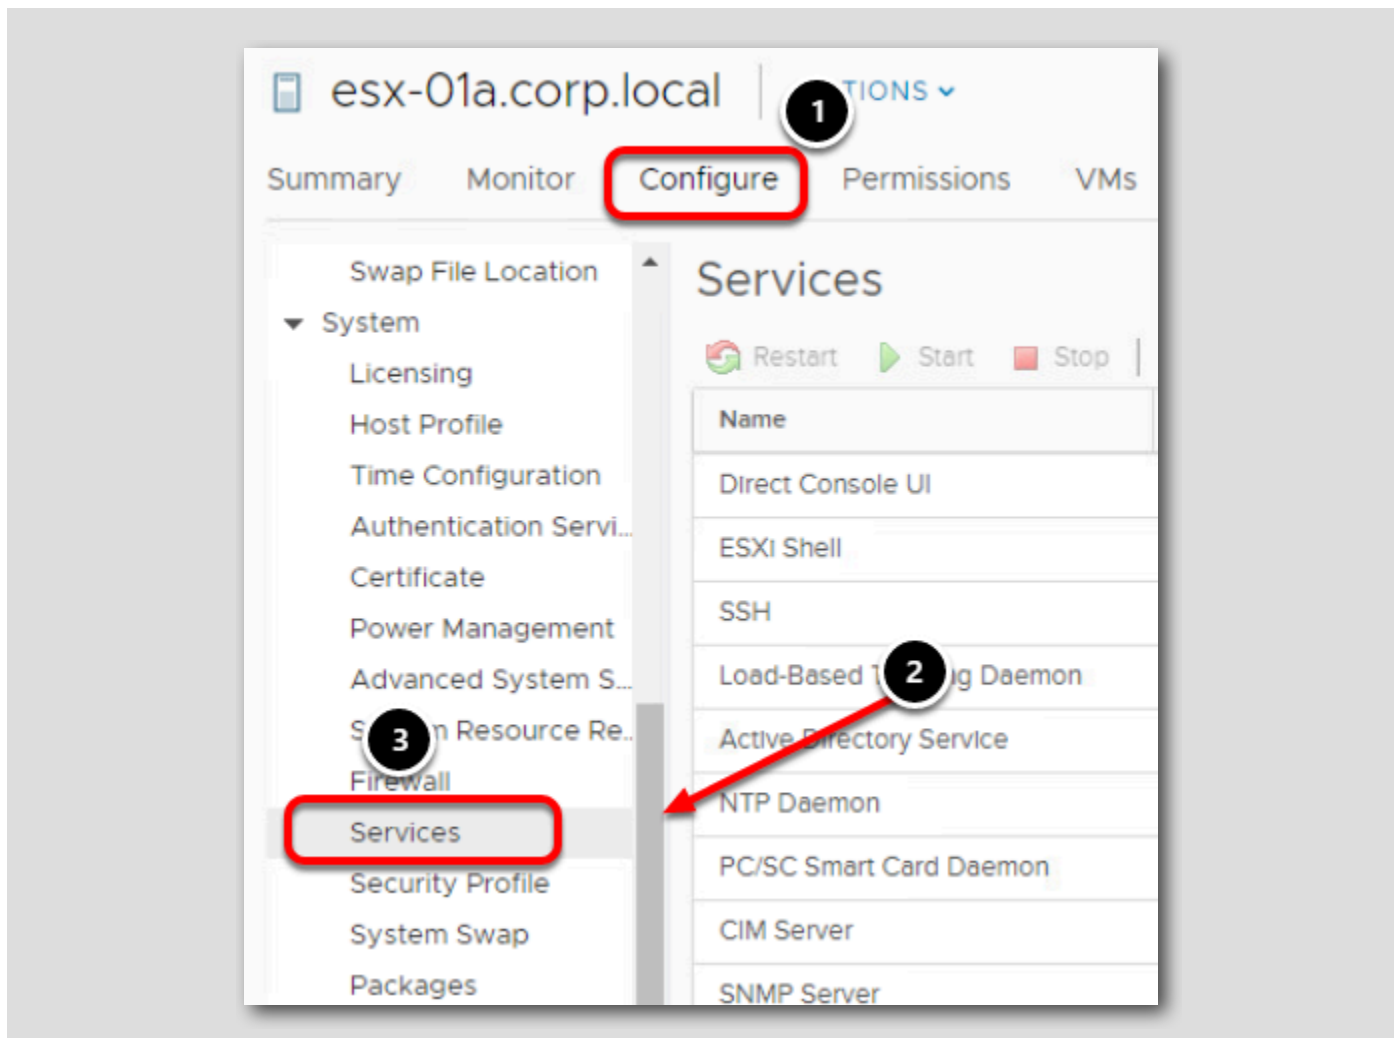 esx-01a.corp.local
TIONS
1
Summary Monitor Configure Permissions VMs
Swap File Location
System
Licensing
Host Profile
Time Configuration
Authentication Servi...
Certificate
Power Management
Advanced System S...
Resource Re..
3
Firewall
Services
Security Profile
System Swap
Packages
Services
Restart Start Stop
Name
Direct Console UI
ESXi Shell
SSH
Load-Based Daemon
2
Active Directory Service
NTP Daemon
PC/SC Smart Card Daemon
CIM Server
SNMP Server